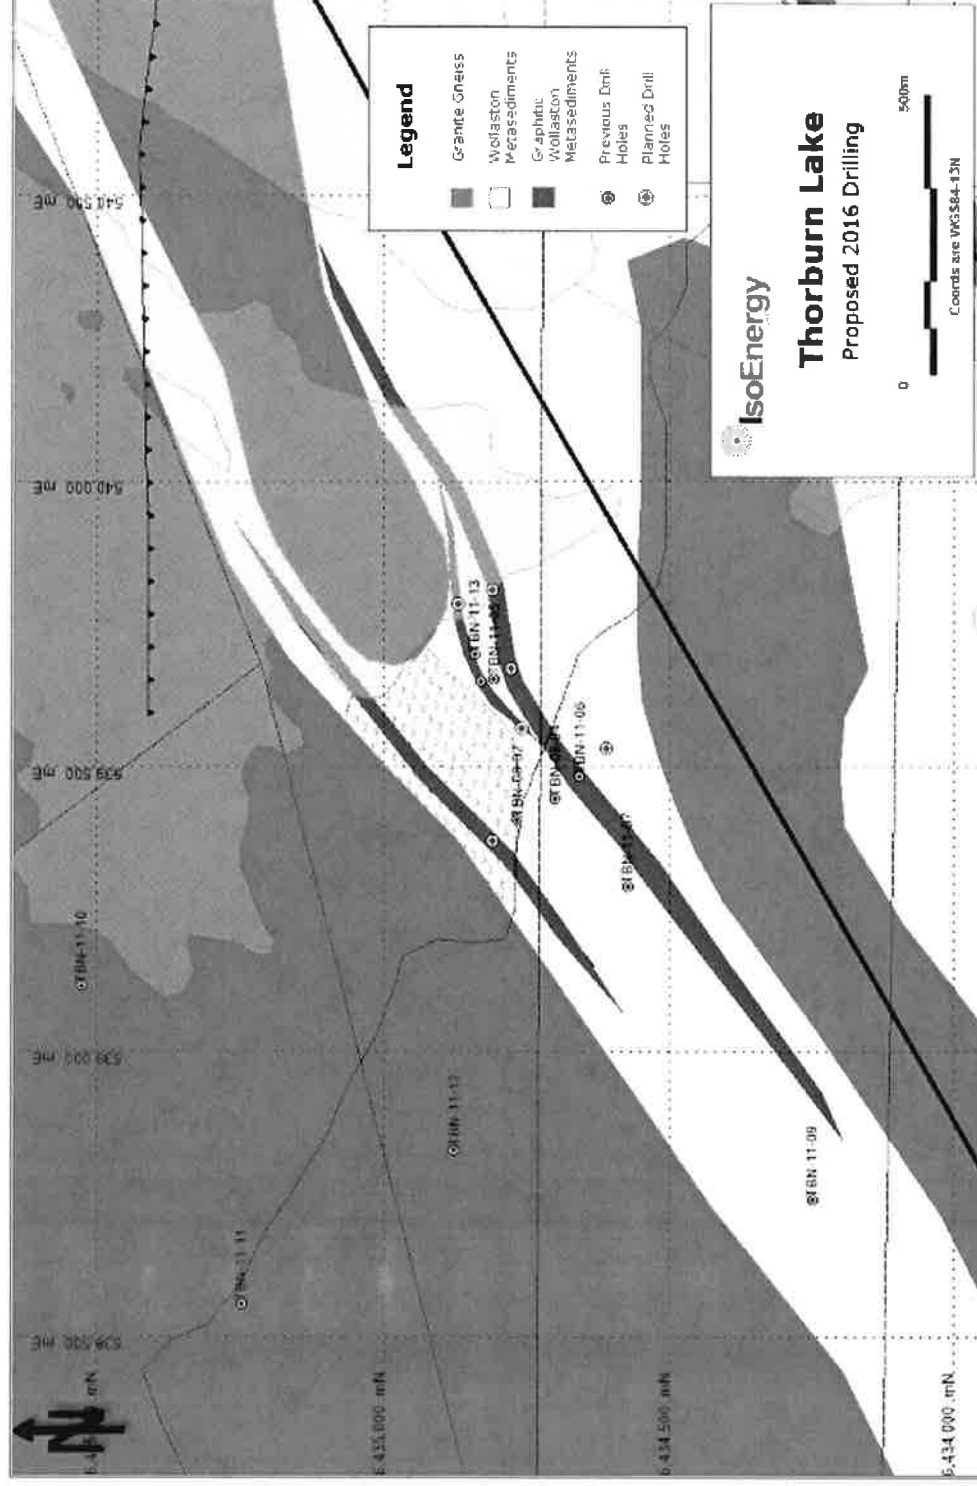 Legend
Granite Gneiss
Wollaston
Metasediments
Graphitic
Wollaston
Metasediments
Previous Drill
Holes
Planned Drill
Holes
IsoEnergy
Thorburn Lake
Proposed 2016 Drilling
0
500m
Coords are WGS84-13N
538,500 mE
539,000 mE
539,500 mE
540,000 mE
540,500 mE
6,435,000 mN
6,434,500 mN
6,434,000 mN
TBN-11-10
TBN-11-11
TBN-11-12
TBN-11-13
TBN-11-06
TBN-11-09
N